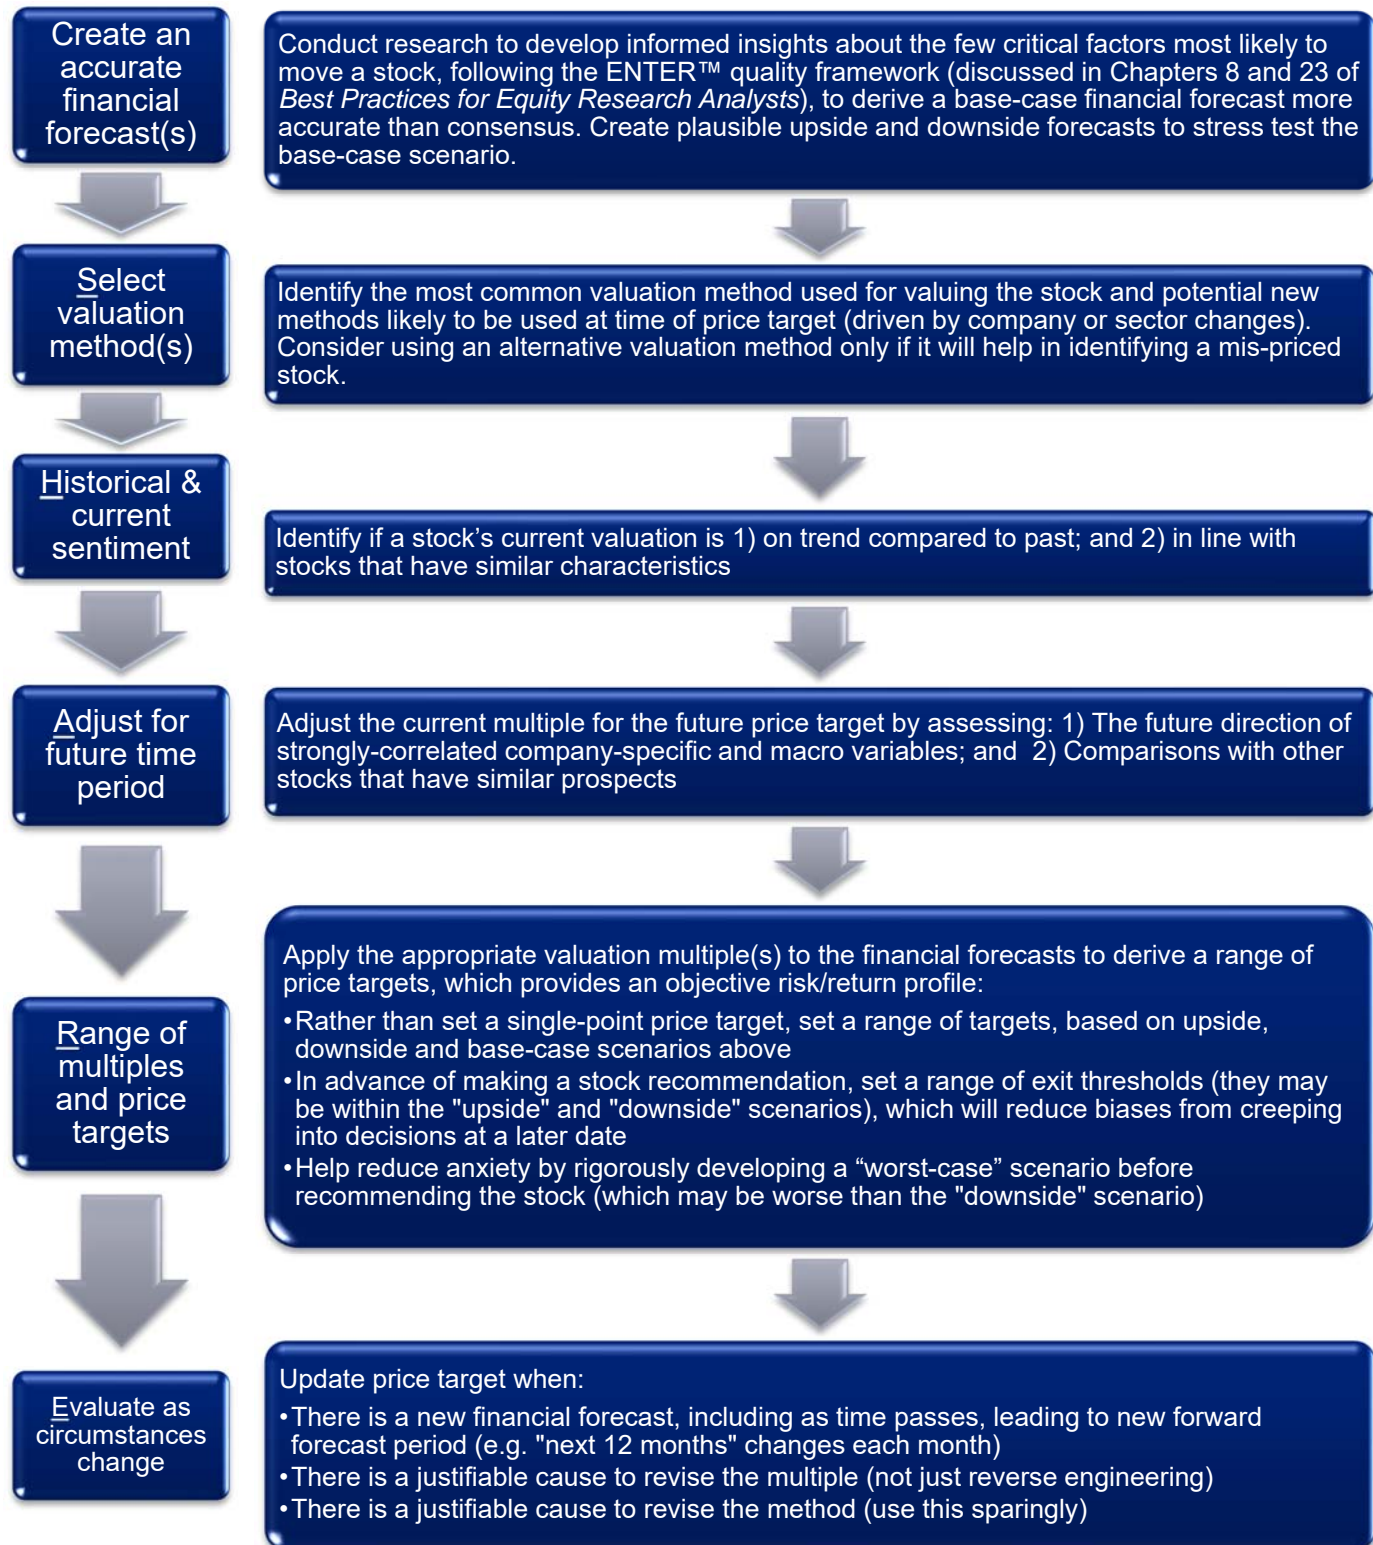 Create an
accurate
financial
forecast(s)
Conduct research to develop informed insights about the few critical factors most likely to
move a stock, following the ENTER™ quality framework (discussed in Chapters 8 and 23 of
Best Practices for Equity Research Analysts), to derive a base-case financial forecast more
accurate than consensus. Create plausible upside and downside forecasts to stress test the
base-case scenario.
Select
valuation
method(s)
Identify the most common valuation method used for valuing the stock and potential new
methods likely to be used at time of price target (driven by company or sector changes).
Consider using an alternative valuation method only if it will help in identifying a mis-priced
stock.
Historical &
current
sentiment
Identify if a stock’s current valuation is 1) on trend compared to past; and 2) in line with
stocks that have similar characteristics
Adjust for
future time
period
Adjust the current multiple for the future price target by assessing: 1) The future direction of
strongly-correlated company-specific and macro variables; and 2) Comparisons with other
stocks that have similar prospects
Range of
multiples
and price
targets
Apply the appropriate valuation multiple(s) to the financial forecasts to derive a range of
price targets, which provides an objective risk/return profile:
•Rather than set a single-point price target, set a range of targets, based on upside,
downside and base-case scenarios above
•In advance of making a stock recommendation, set a range of exit thresholds (they may
be within the "upside" and "downside" scenarios), which will reduce biases from creeping
into decisions at a later date
•Help reduce anxiety by rigorously developing a “worst-case” scenario before
recommending the stock (which may be worse than the "downside" scenario)
Evaluate as
circumstances
change
Update price target when:
•There is a new financial forecast, including as time passes, leading to new forward
forecast period (e.g. "next 12 months" changes each month)
•There is a justifiable cause to revise the multiple (not just reverse engineering)
•There is a justifiable cause to revise the method (use this sparingly)